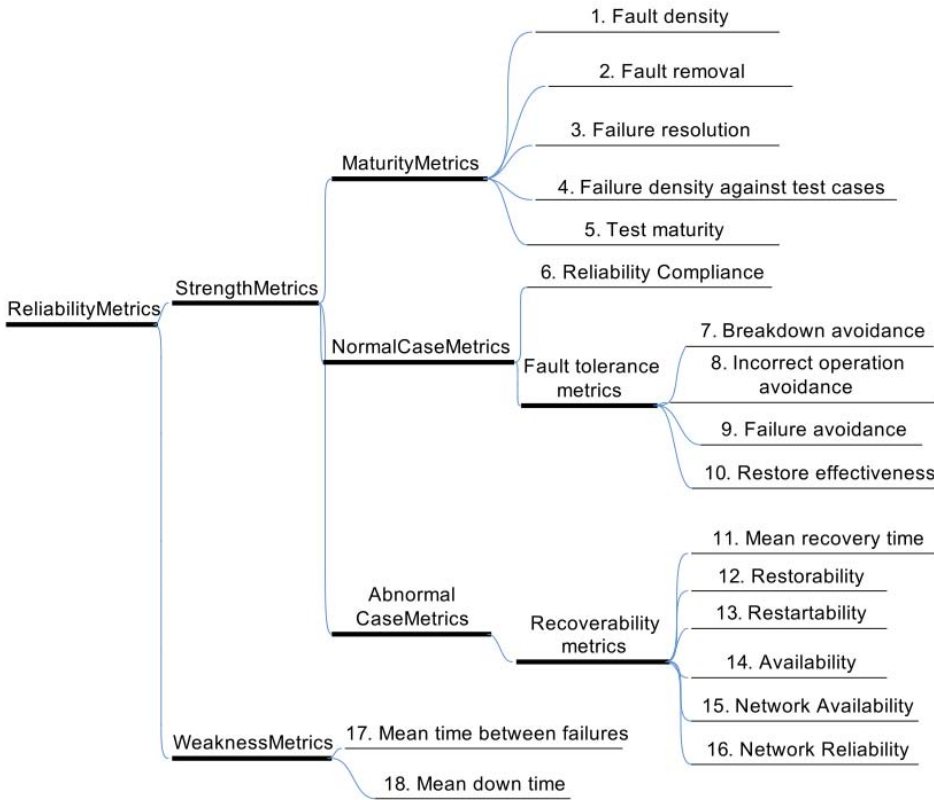 1. Fault density
2. Fault removal
3. Failure resolution
MaturityMetrics
4. Failure density against test cases
5. Test maturity
6. Reliability Compliance
StrengthMetrics
ReliabilityMetrics
NormalCaseMetrics
7. Breakdown avoidance
Fault tolerance
metrics
8. Incorrect operation
avoidance
9. Failure avoidance
10. Restore effectiveness
11. Mean recovery time
12. Restorability
Abnormal
CaseMetrics
13. Restartability
Recoverability
metrics
14. Availability
15. Network Availability
16. Network Reliability
WeaknessMetrics
17. Mean time between failures
18. Mean down time